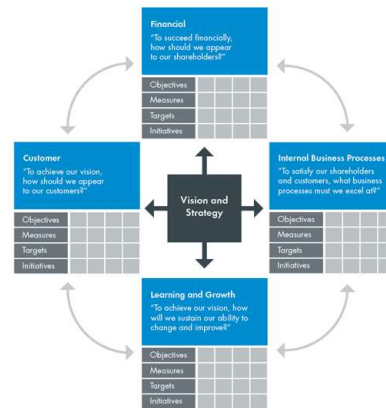 Financial
"To succeed financially,
how should we appear
to our shareholders?"
Objectives
Measures
Targets
Initiatives
Customer
"To achieve our vision,
how should we appear
to our customers?"
Objectives
Measures
Targets
Initiatives
Vision and
Strategy
Internal Business Processes
"To satisfy our shareholders
and customers, what business
processes must we excel at?"
Objectives
Measures
Targets
Initiatives
Learning and Growth
"To achieve our vision, how
will we sustain our ability to
change and improve?"
Objectives
Measures
Targets
Initiatives